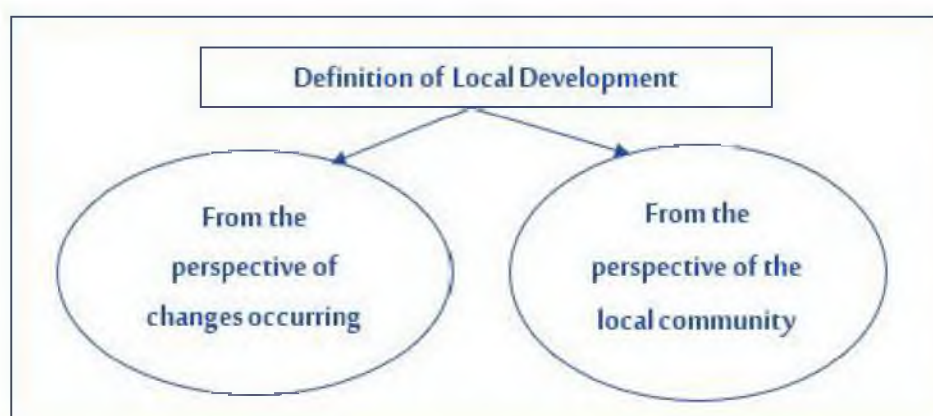 Definition of Local Development
From the
perspective of
changes occurring
From the
perspective of the
local community